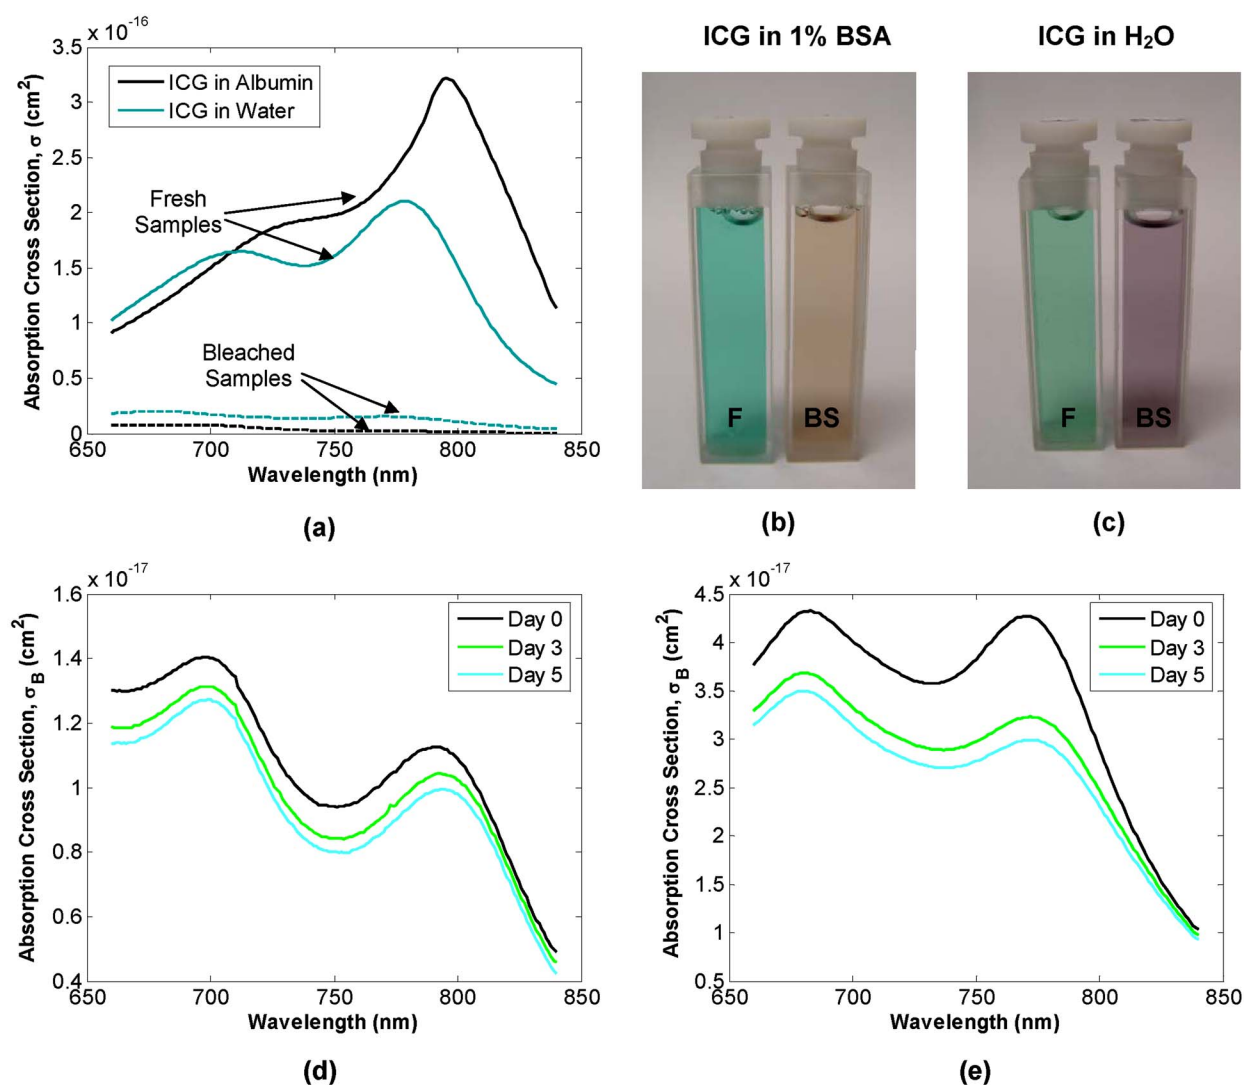 x 10^-16
3.5
3
2.5
2
1.5
1
0.5
0
650
700
750
800
850
Absorption Cross Section, σ (cm²)
Wavelength (nm)
ICG in Albumin
ICG in Water
Fresh
Samples
Bleached
Samples
(a)
ICG in 1% BSA
F
BS
(b)
ICG in H₂O
F
BS
(c)
x 10^-17
1.6
1.4
1.2
1
0.8
0.6
0.4
650
700
750
800
850
Absorption Cross Section, σ_B (cm²)
Wavelength (nm)
Day 0
Day 3
Day 5
(d)
x 10^-17
4.5
4
3.5
3
2.5
2
1.5
1
0.5
650
700
750
800
850
Absorption Cross Section, σ_B (cm²)
Wavelength (nm)
Day 0
Day 3
Day 5
(e)